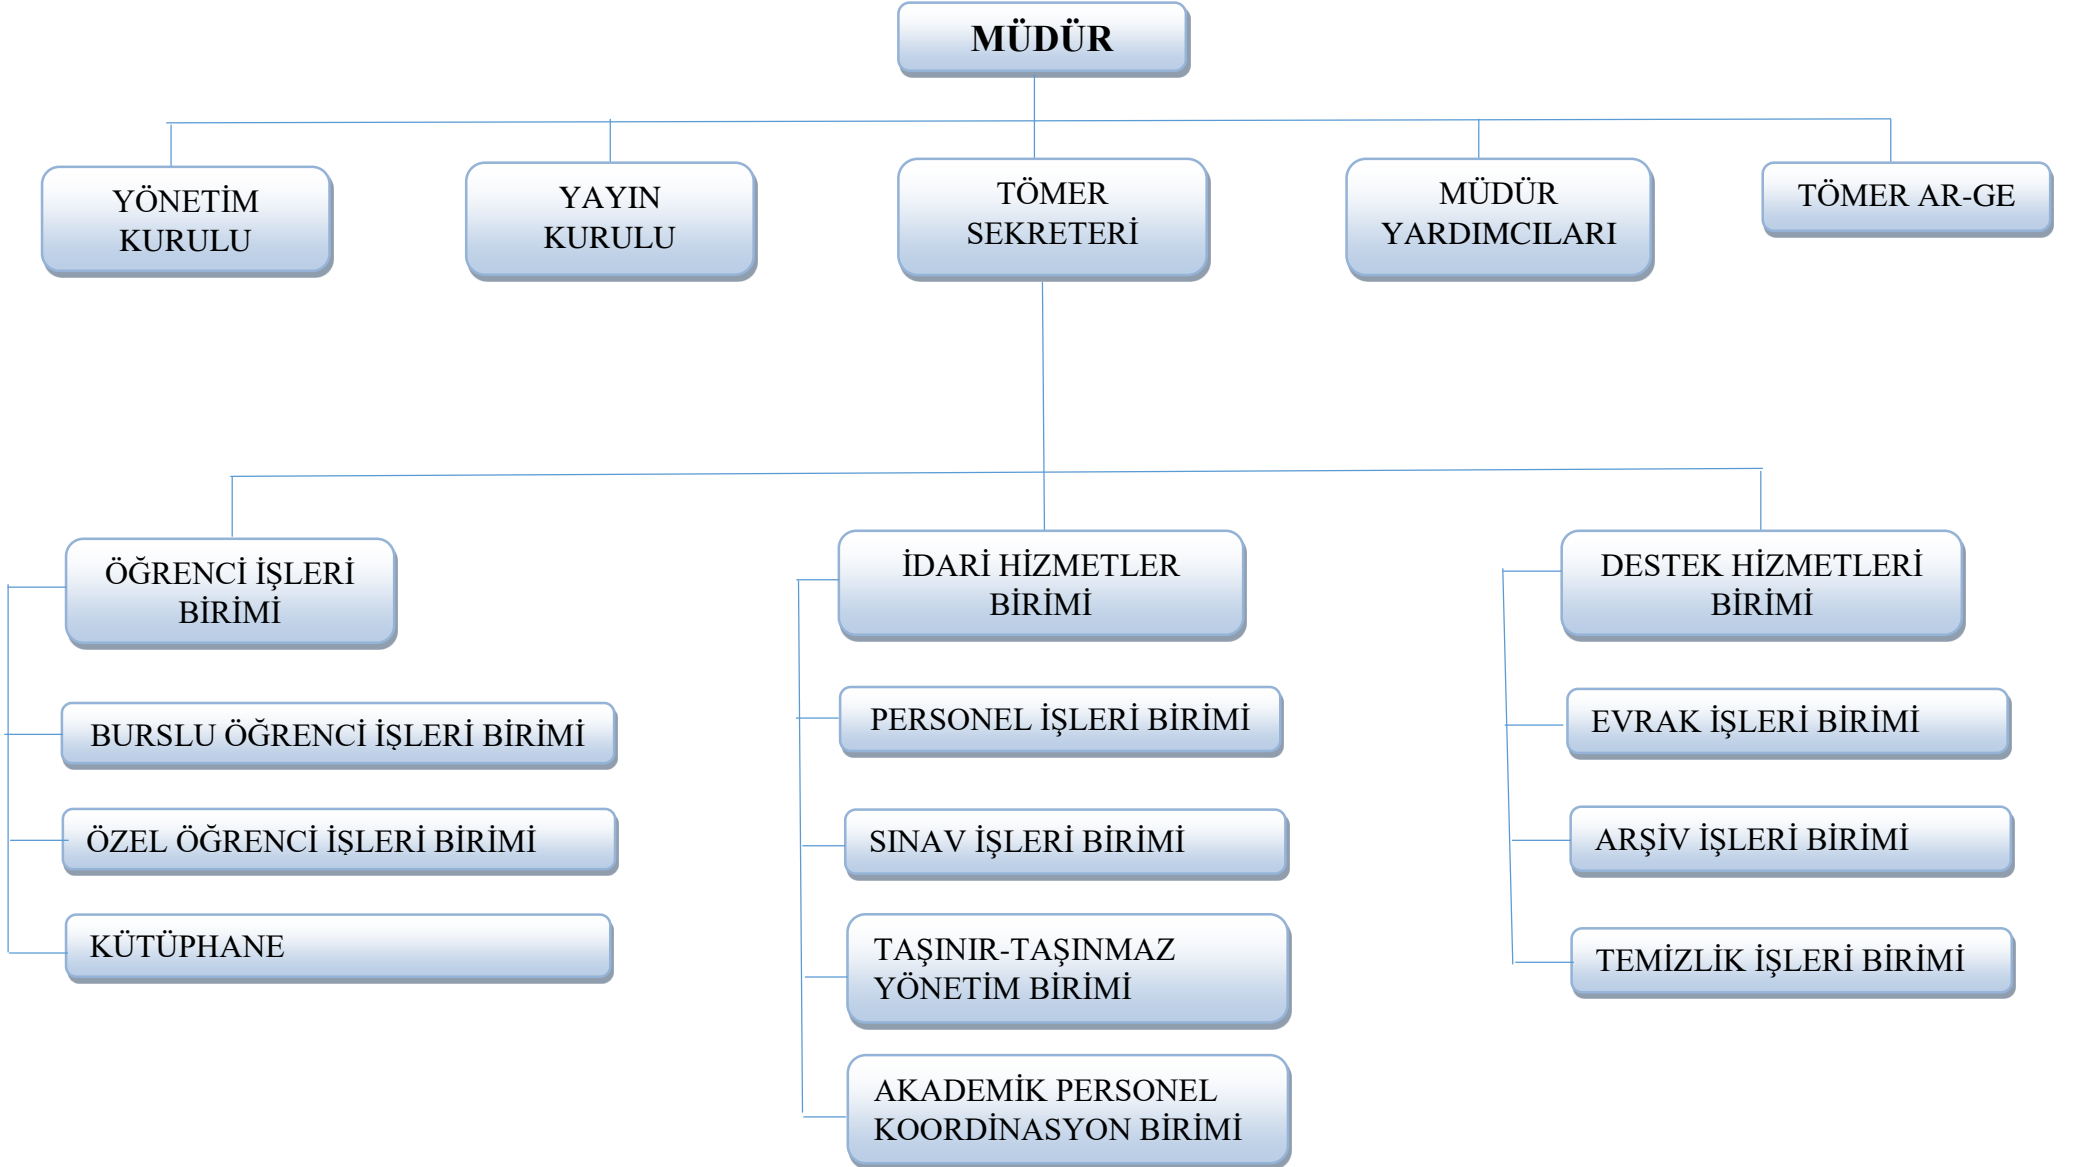 MÜDÜR
YÖNETİM
KURULU
YAYIN
KURULU
TÖMER
SEKRETERİ
MÜDÜR
YARDIMCILARI
TÖMER AR-GE
ÖĞRENCİ İŞLERİ
BİRİMİ
BURSLU ÖĞRENCİ İŞLERİ BİRİMİ
ÖZEL ÖĞRENCİ İŞLERİ BİRİMİ
KÜTÜPHANE
İDARİ HİZMETLER
BİRİMİ
PERSONEL İŞLERİ BİRİMİ
SINAV İŞLERİ BİRİMİ
TAŞINIR-TAŞINMAZ
YÖNETİM BİRİMİ
AKADEMİK PERSONEL
KOORDİNASYON BİRİMİ
DESTEK HİZMETLERİ
BİRİMİ
EVRAK İŞLERİ BİRİMİ
ARŞİV İŞLERİ BİRİMİ
TEMİZLİK İŞLERİ BİRİMİ